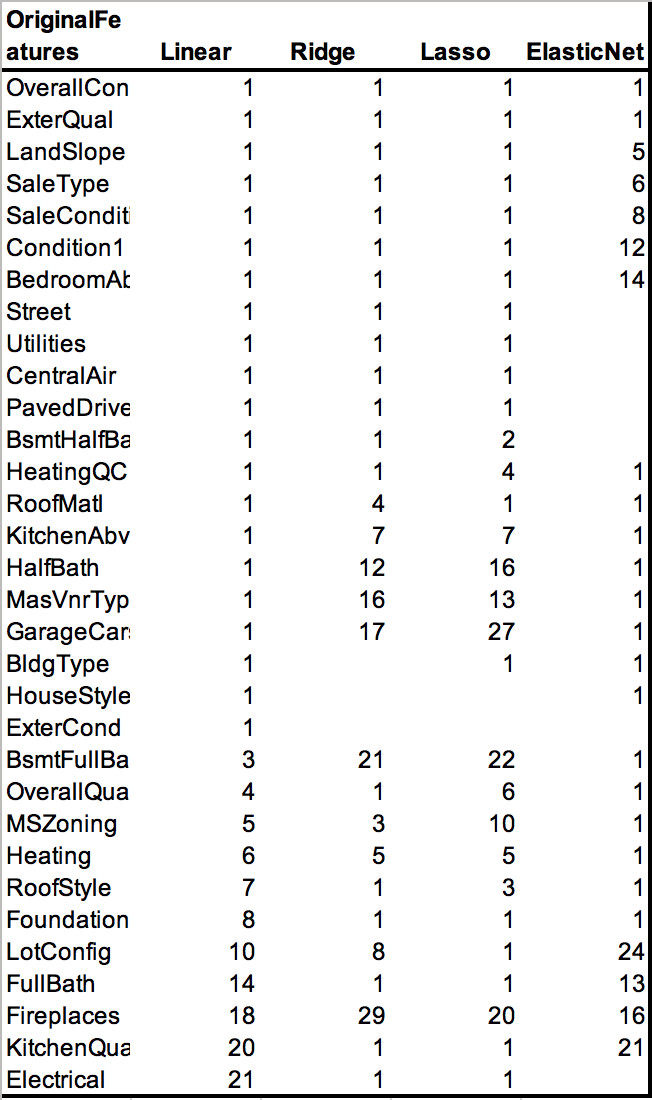 OriginalFe
atures Linear Ridge Lasso ElasticNet
OverallCon 1 1 1 1
ExterQual 1 1 1 1
LandSlope 1 1 1 5
SaleType 1 1 1 6
SaleConditi 1 1 1 8
Condition1 1 1 1 12
BedroomAb 1 1 1 14
Street 1 1 1
Utilities 1 1 1
CentralAir 1 1 1
PavedDrive 1 1 1
BsmtHalfBa 1 1 2
HeatingQC 1 1 4 1
RoofMatl 1 4 1 1
KitchenAbv 1 7 7 1
HalfBath 1 12 16 1
MasVnrTyp 1 16 13 1
GarageCars 1 17 27 1
BldgType 1 1 1
HouseStyle 1 1
ExterCond 1
BsmtFullBa 3 21 22 1
OverallQua 4 1 6 1
MSZoning 5 3 10 1
Heating 6 5 5 1
RoofStyle 7 1 3 1
Foundation 8 1 1 1
LotConfig 10 8 1 24
FullBath 14 1 1 13
Fireplaces 18 29 20 16
KitchenQua 20 1 1 21
Electrical 21 1 1